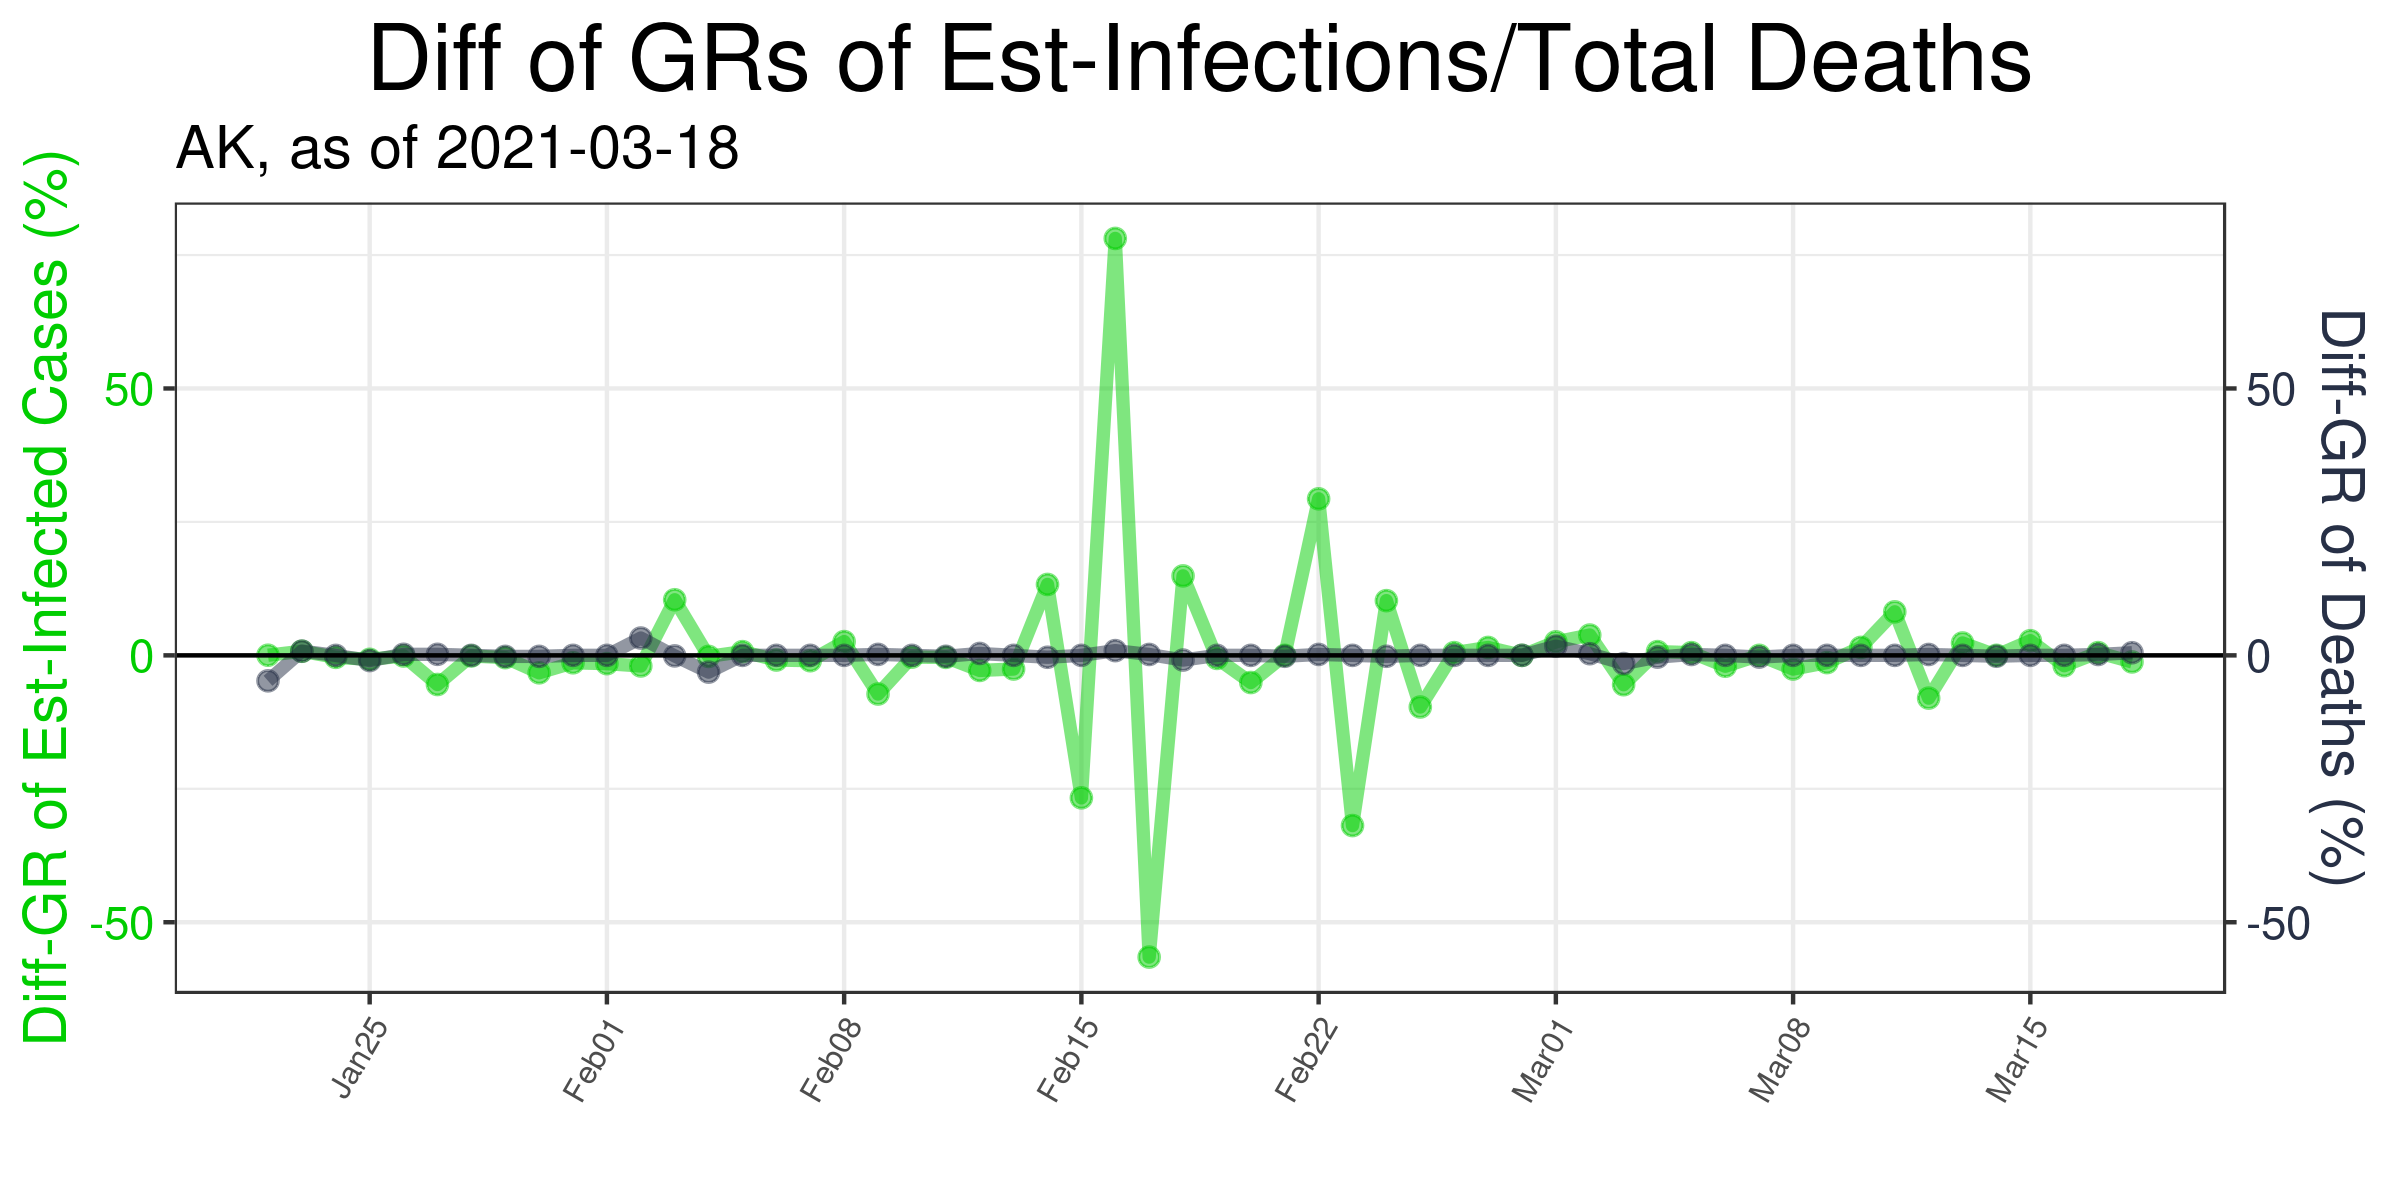 Diff of GRs of Est-Infections/Total Deaths
AK, as of 2021-03-18
Diff-GR of Est-Infected Cases (%)
50
0
-50
50
0
-50
Diff-GR of Deaths (%)
Jan25
Feb01
Feb08
Feb15
Feb22
Mar01
Mar08
Mar15